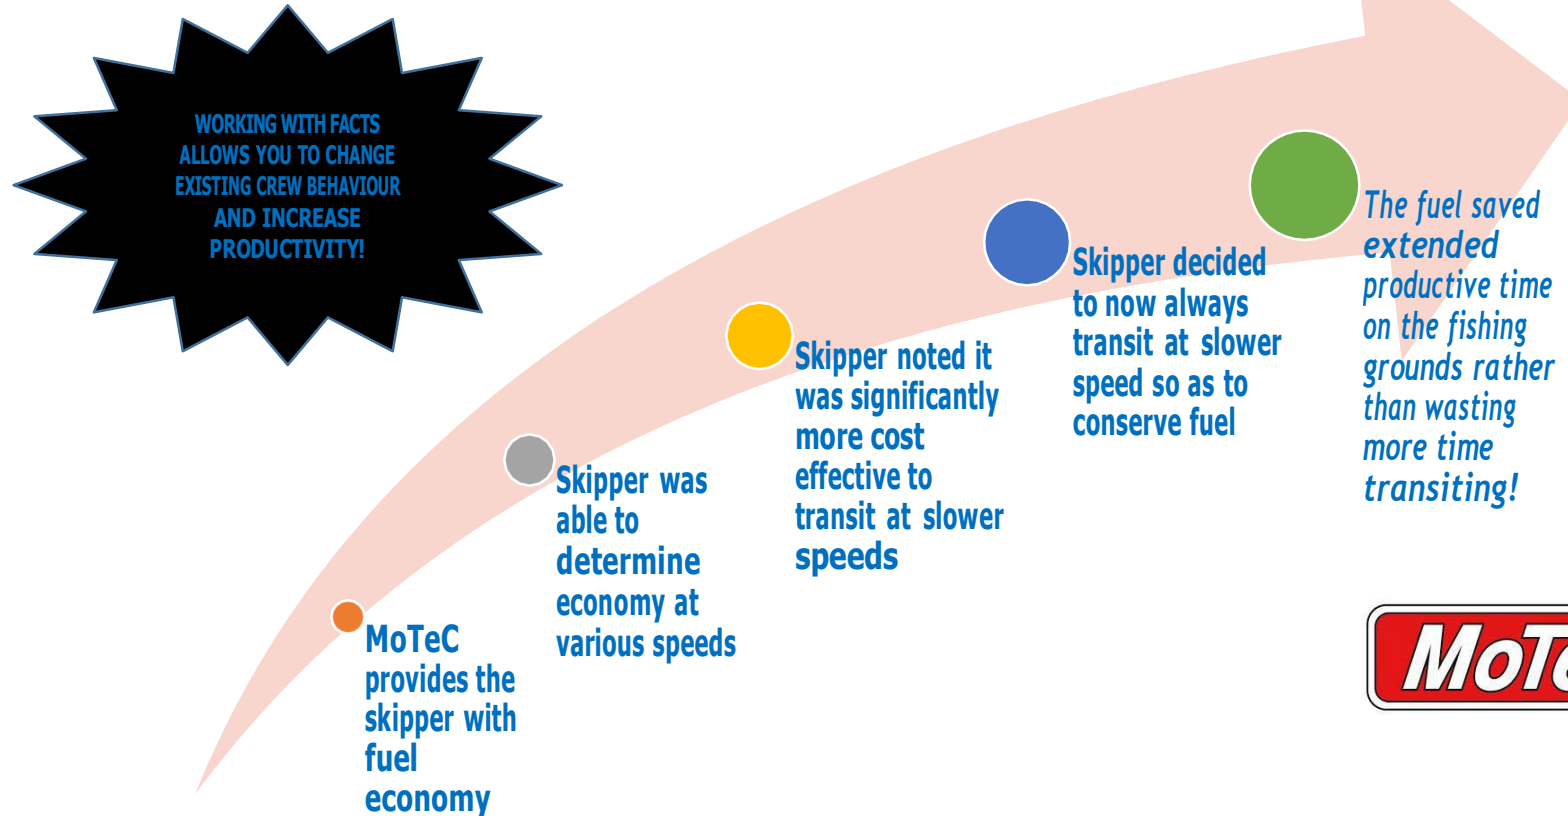 WORKING WITH FACTS
ALLOWS YOU TO CHANGE
EXISTING CREW BEHAVIOUR
AND INCREASE
PRODUCTIVITY!
MoTeC
provides the
skipper with
fuel
economy
Skipper was
able to
determine
economy at
various speeds
Skipper noted it
was significantly
more cost
effective to
transit at slower
speeds
Skipper decided
to now always
transit at slower
speed so as to
conserve fuel
The fuel saved
extended
productive time
on the fishing
grounds rather
than wasting
more time
transiting!